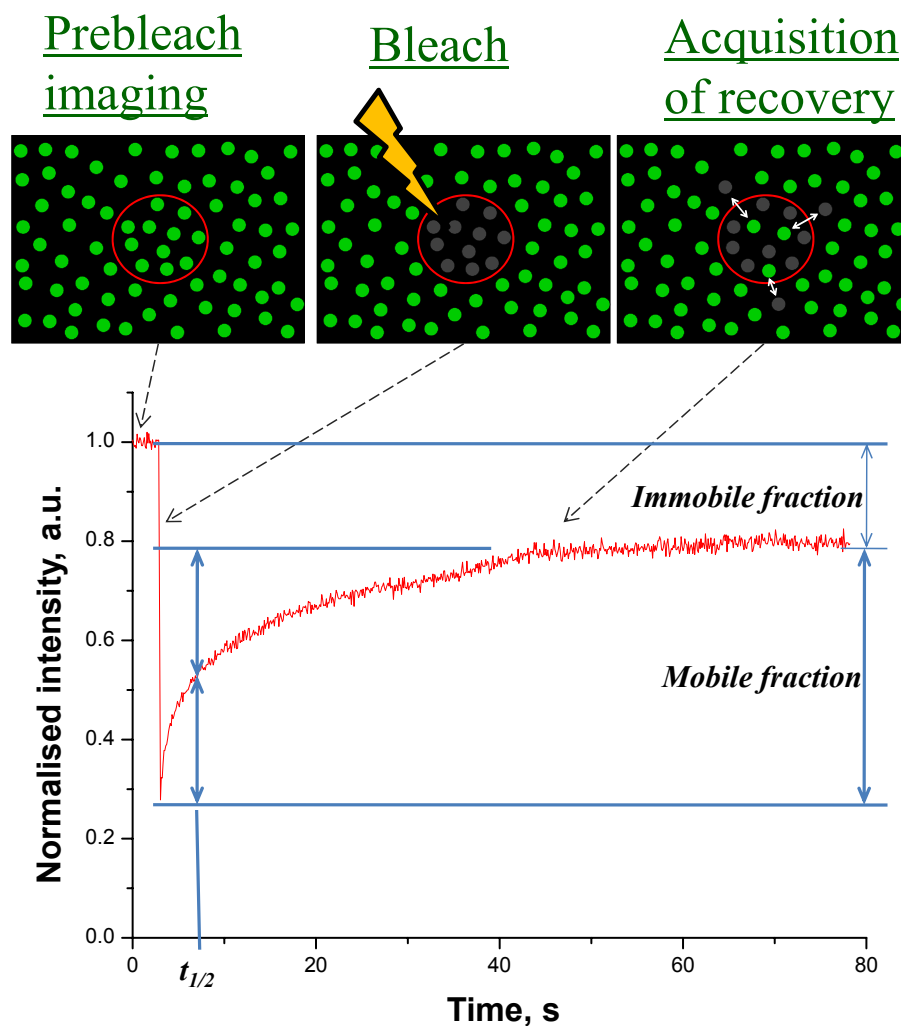 Prebleach
imaging
Bleach
Acquisition
of recovery
Normalised intensity, a.u.
1.0
0.8
0.6
0.4
0.2
0.0
Immobile fraction
Mobile fraction
0
20
40
60
80
t1/2
Time, s